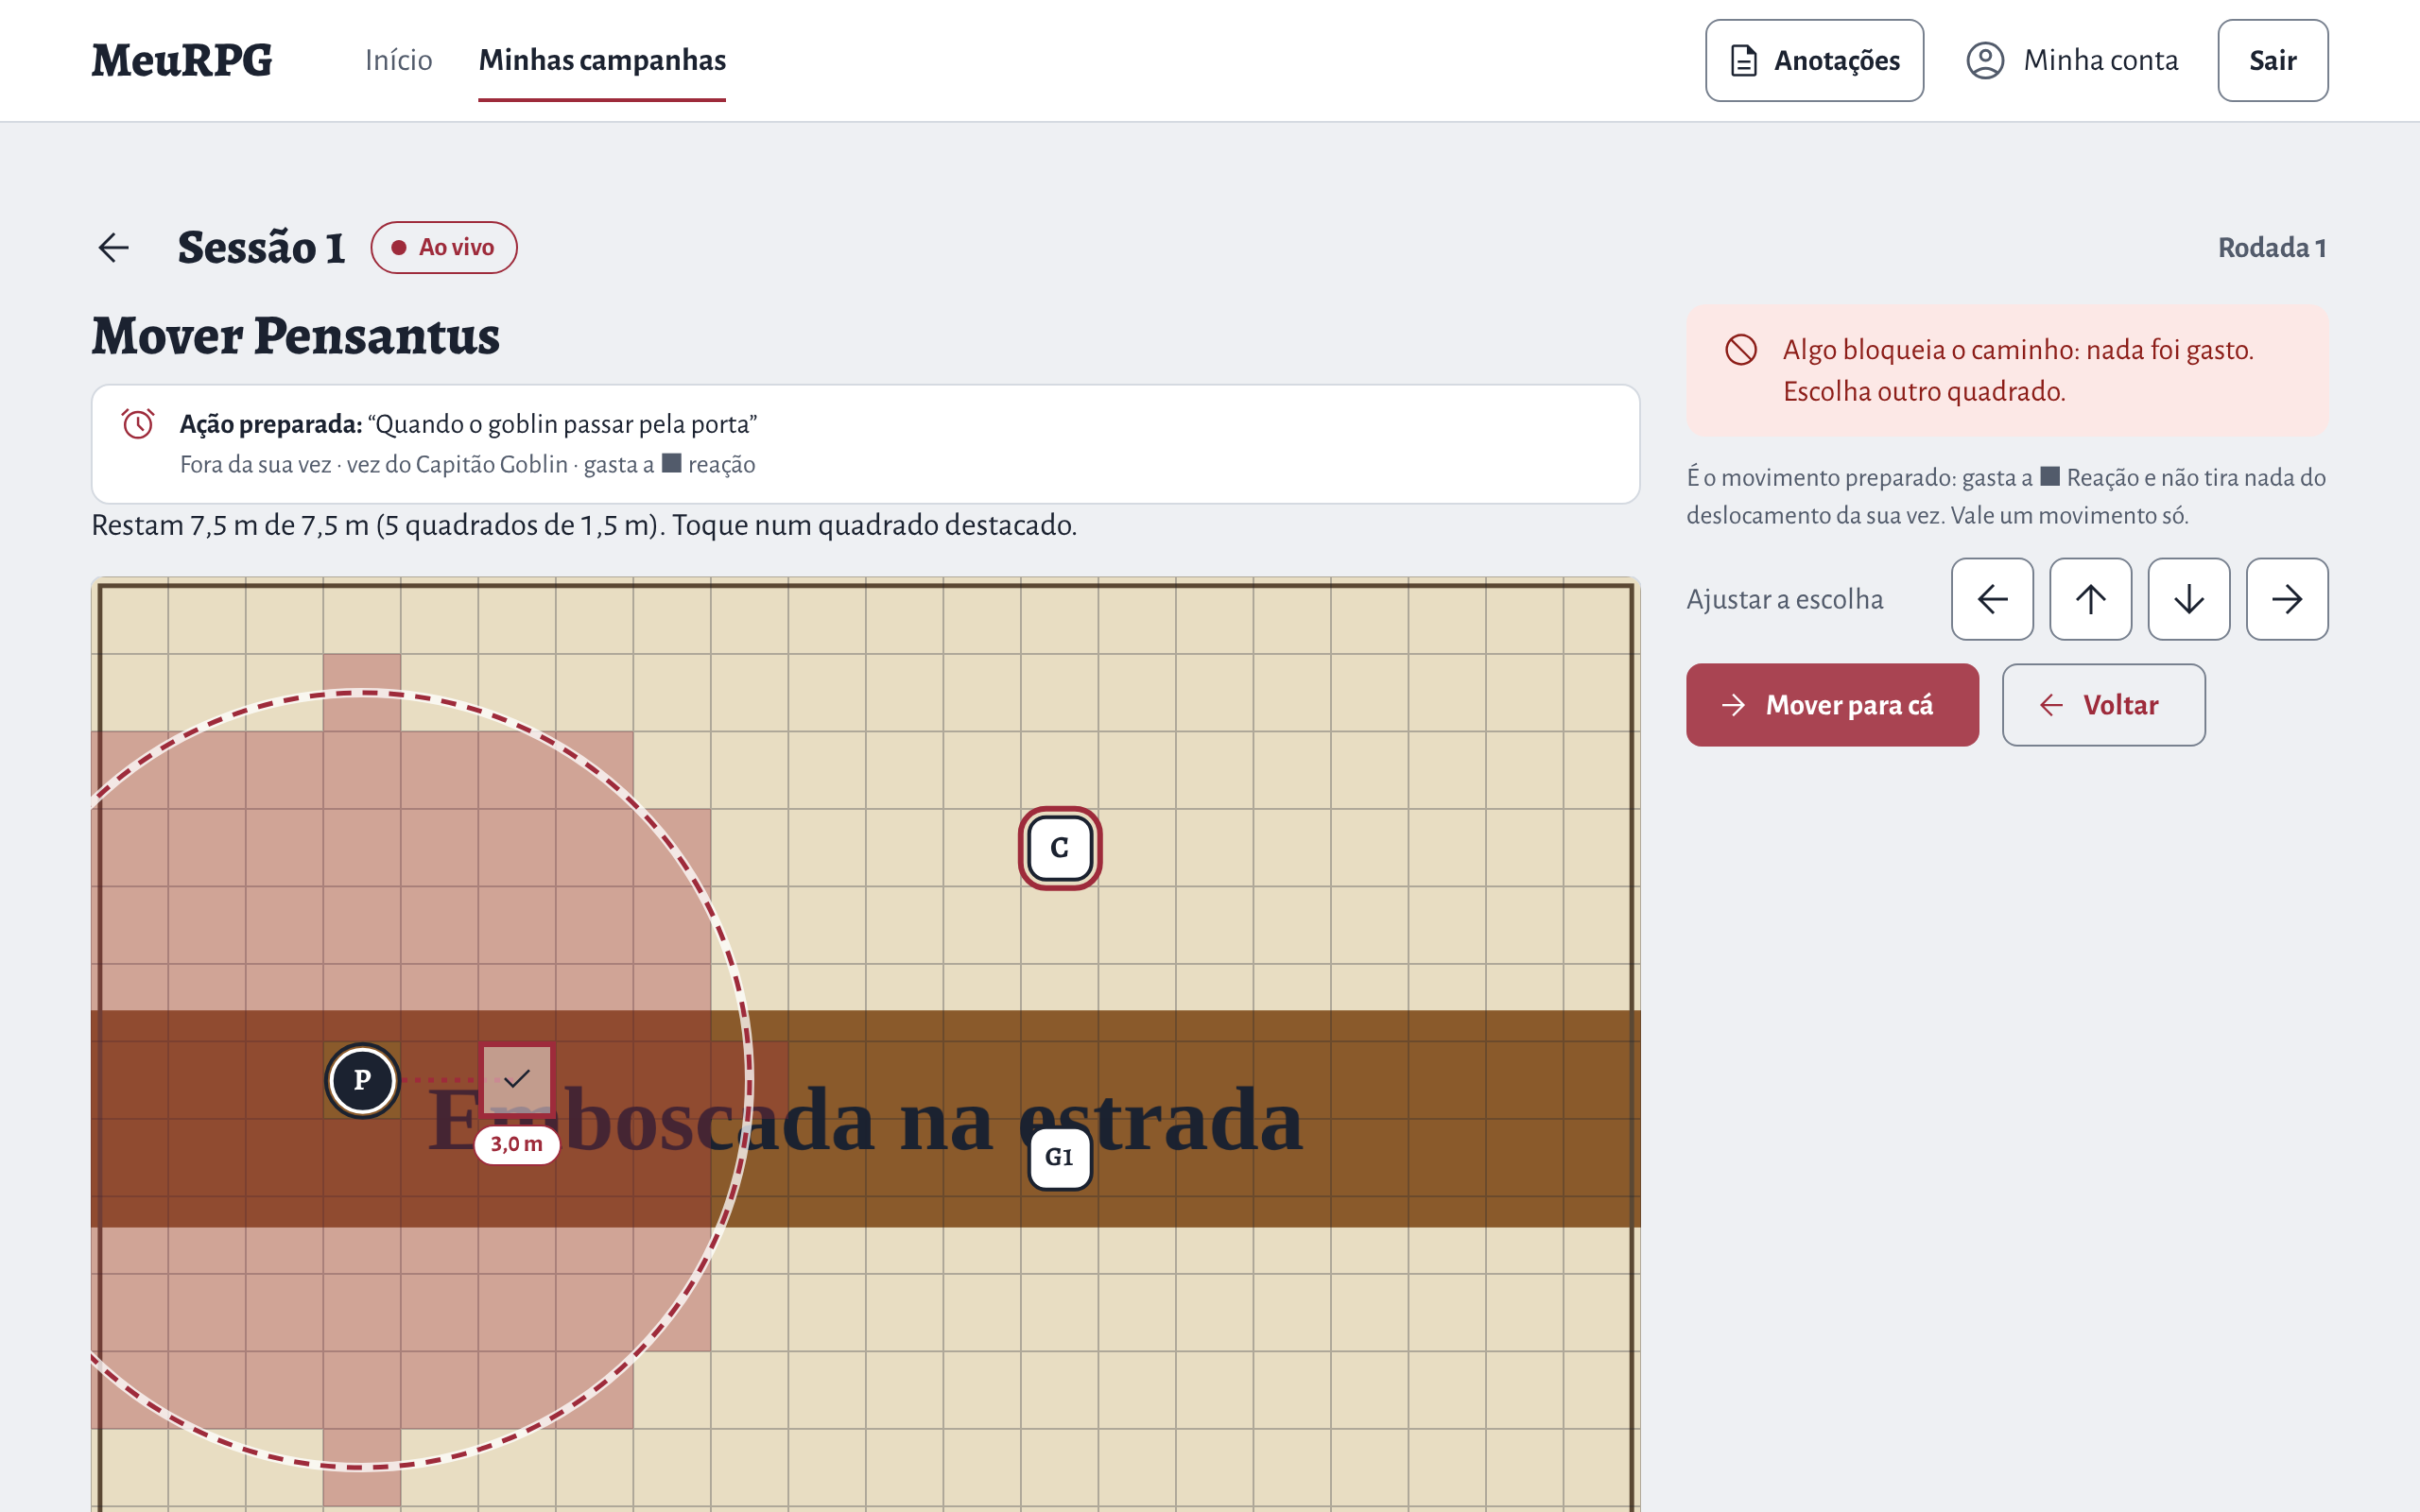 MeuRPG
Início
Minhas campanhas
Anotações
Minha conta
Sair
Sessão 1
Ao vivo
Rodada 1
Mover Pensantus
Ação preparada: “Quando o goblin passar pela porta”
Fora da sua vez · vez do Capitão Goblin · gasta a ■ reação
Restam 7,5 m de 7,5 m (5 quadrados de 1,5 m). Toque num quadrado destacado.
C
P
Emboscada na estrada
3,0 m
G1
Algo bloqueia o caminho: nada foi gasto.
Escolha outro quadrado.
É o movimento preparado: gasta a ■ Reação e não tira nada do
deslocamento da sua vez. Vale um movimento só.
Ajustar a escolha
Mover para cá
Voltar